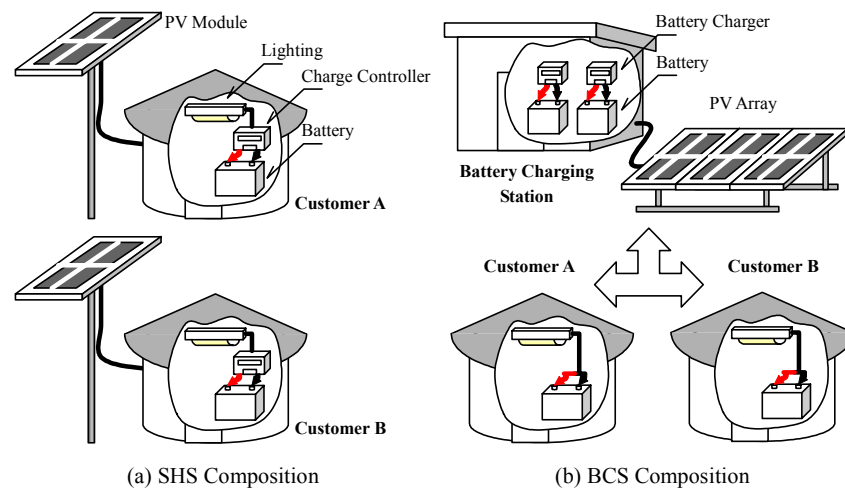 PV Module
Lighting
Charge Controller
Battery
Customer A
Customer B
(a) SHS Composition
Battery Charger
Battery
PV Array
Battery Charging
Station
Customer A
Customer B
(b) BCS Composition